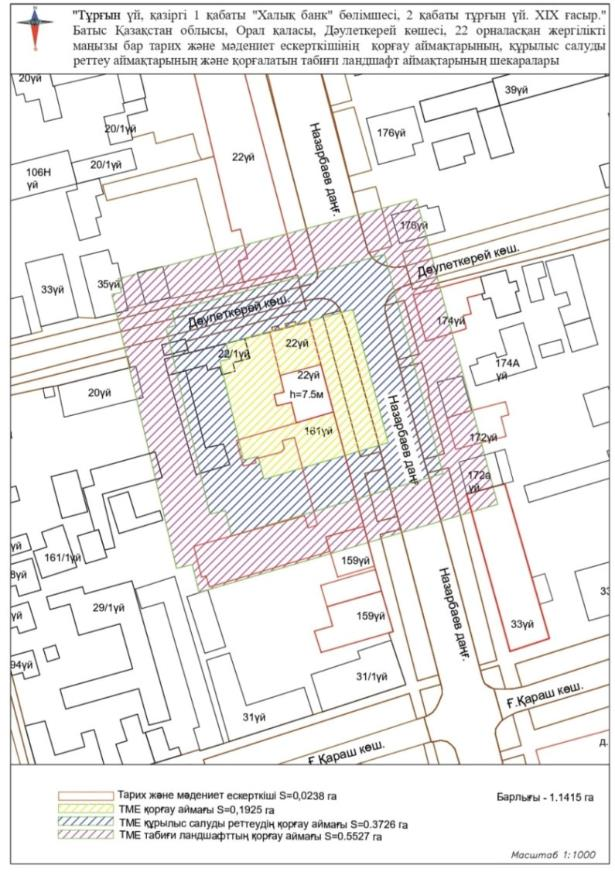 "Тұрғын үй, қазіргі 1 қабаты "Халық банк" бөлімшесі, 2 қабаты тұрғын үй. XIX ғасыр."
Батыс Қазақстан облысы, Орал қаласы, Дәулеткерей көшесі, 22 орналасқан жергілікті
маңызы бар тарих және мәдениет ескерткішінің қорғау аймақтарының, құрылыс салуды
реттеу аймақтарының және қорғалатын табиғи ландшафт аймақтарының шекаралары
20үй
39үй
20/1үй
Назарбаев даңғ.
176үй
22үй
106Н
үй
20/1үй
176үй
Дәулеткерей көш.
33үй
35үй
Дәулеткерей көш.
174үй
22/1үй
22үй
174А
үй
22үй
h=7.5м
20үй
Назарбаев даңғ.
161үй
172үй
172а
үй
үй
161/1үй
159үй
үй
29/1үй
159үй
Назарбаев даңғ.
33үй
94үй
31/1үй
31үй
Ғ.Қараш көш.
Ғ.Қараш көш.
Тарих және мәдениет ескерткіші S=0,0238 га
Барлығы - 1.1415 га
ТМЕ қорғау аймағы S=0,1925 га
ТМЕ құрылыс салуды реттеудің қорғау аймағы S=0.3726 га
ТМЕ табиғи ландшафттың қорғау аймағы S=0.5527 га
Масштаб 1:1000